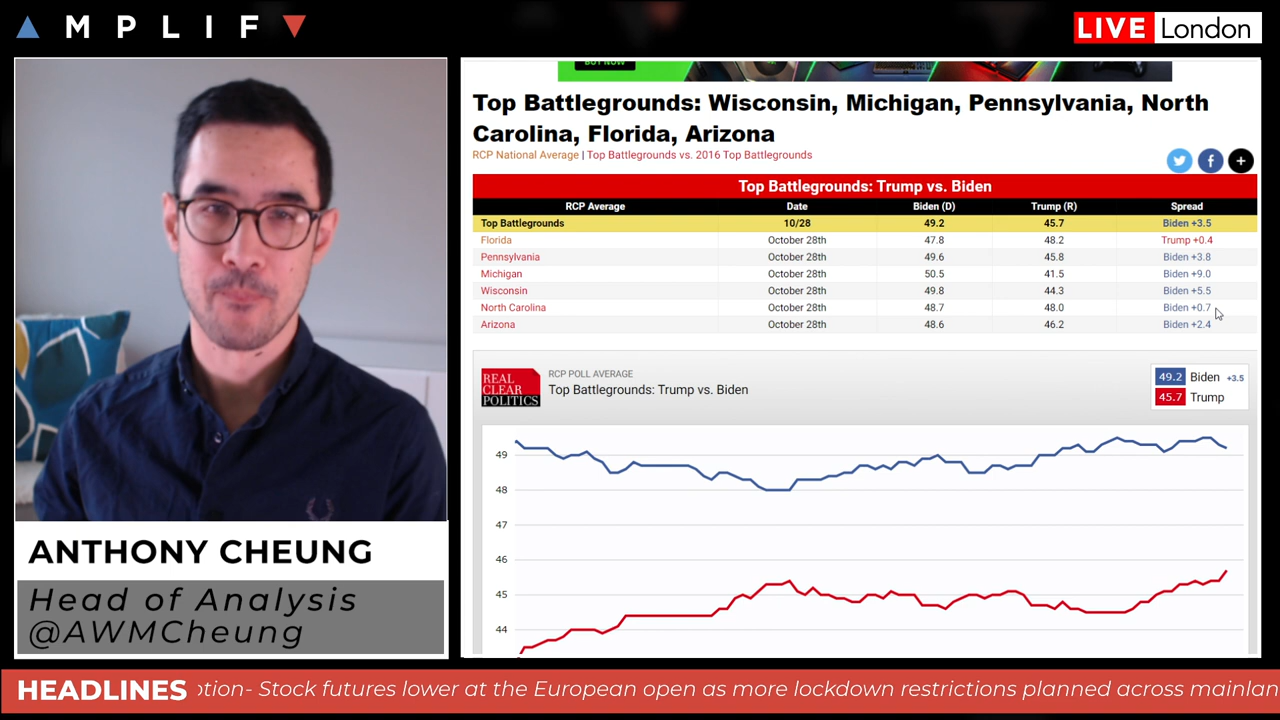 ▲ M P L I F ▼
LIVE London
BUY NOW
Top Battlegrounds: Wisconsin, Michigan, Pennsylvania, North
Carolina, Florida, Arizona
RCP National Average | Top Battlegrounds vs. 2016 Top Battlegrounds
Top Battlegrounds: Trump vs. Biden
RCP Average Date Biden (D) Trump (R) Spread
Top Battlegrounds 10/28 49.2 45.7 Biden +3.5
Florida October 28th 47.8 48.2 Trump +0.4
Pennsylvania October 28th 49.6 45.8 Biden +3.8
Michigan October 28th 50.5 41.5 Biden +9.0
Wisconsin October 28th 49.8 44.3 Biden +5.5
North Carolina October 28th 48.7 48.0 Biden +0.7
Arizona October 28th 48.6 46.2 Biden +2.4
REAL
CLEAR
POLITICS
RCP POLL AVERAGE
Top Battlegrounds: Trump vs. Biden
49.2 Biden +3.5
45.7 Trump
49
48
47
46
45
44
ANTHONY CHEUNG
Head of Analysis
@AWMCheung
HEADLINES ption- Stock futures lower at the European open as more lockdown restrictions planned across mainlan